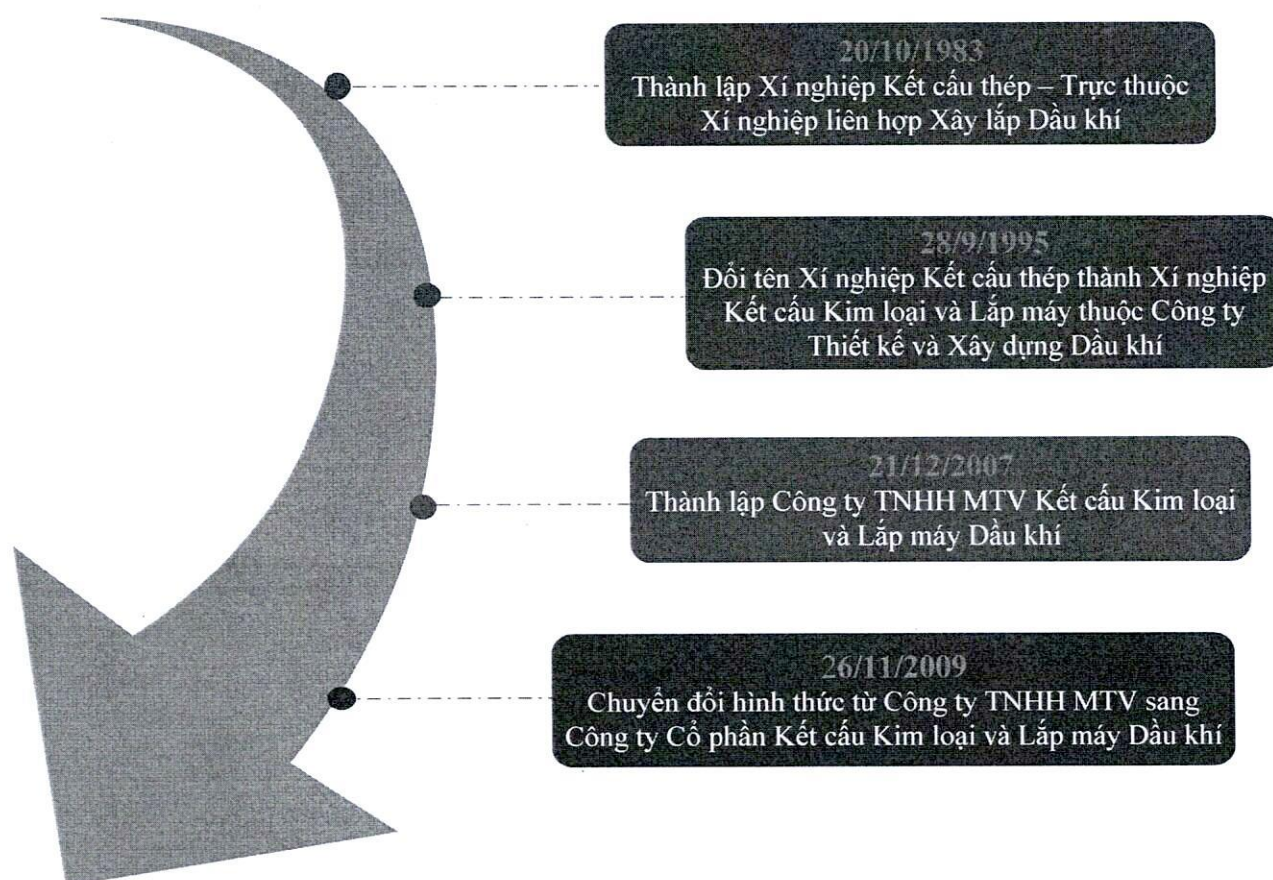 20/10/1983
Thành lập Xí nghiệp Kết cấu thép – Trực thuộc
Xí nghiệp liên hợp Xây lắp Dầu khí
28/9/1995
Đổi tên Xí nghiệp Kết cấu thép thành Xí nghiệp
Kết cấu Kim loại và Lắp máy thuộc Công ty
Thiết kế và Xây dựng Dầu khí
21/12/2007
Thành lập Công ty TNHH MTV Kết cấu Kim loại
và Lắp máy Dầu khí
26/11/2009
Chuyển đổi hình thức từ Công ty TNHH MTV sang
Công ty Cổ phần Kết cấu Kim loại và Lắp máy Dầu khí